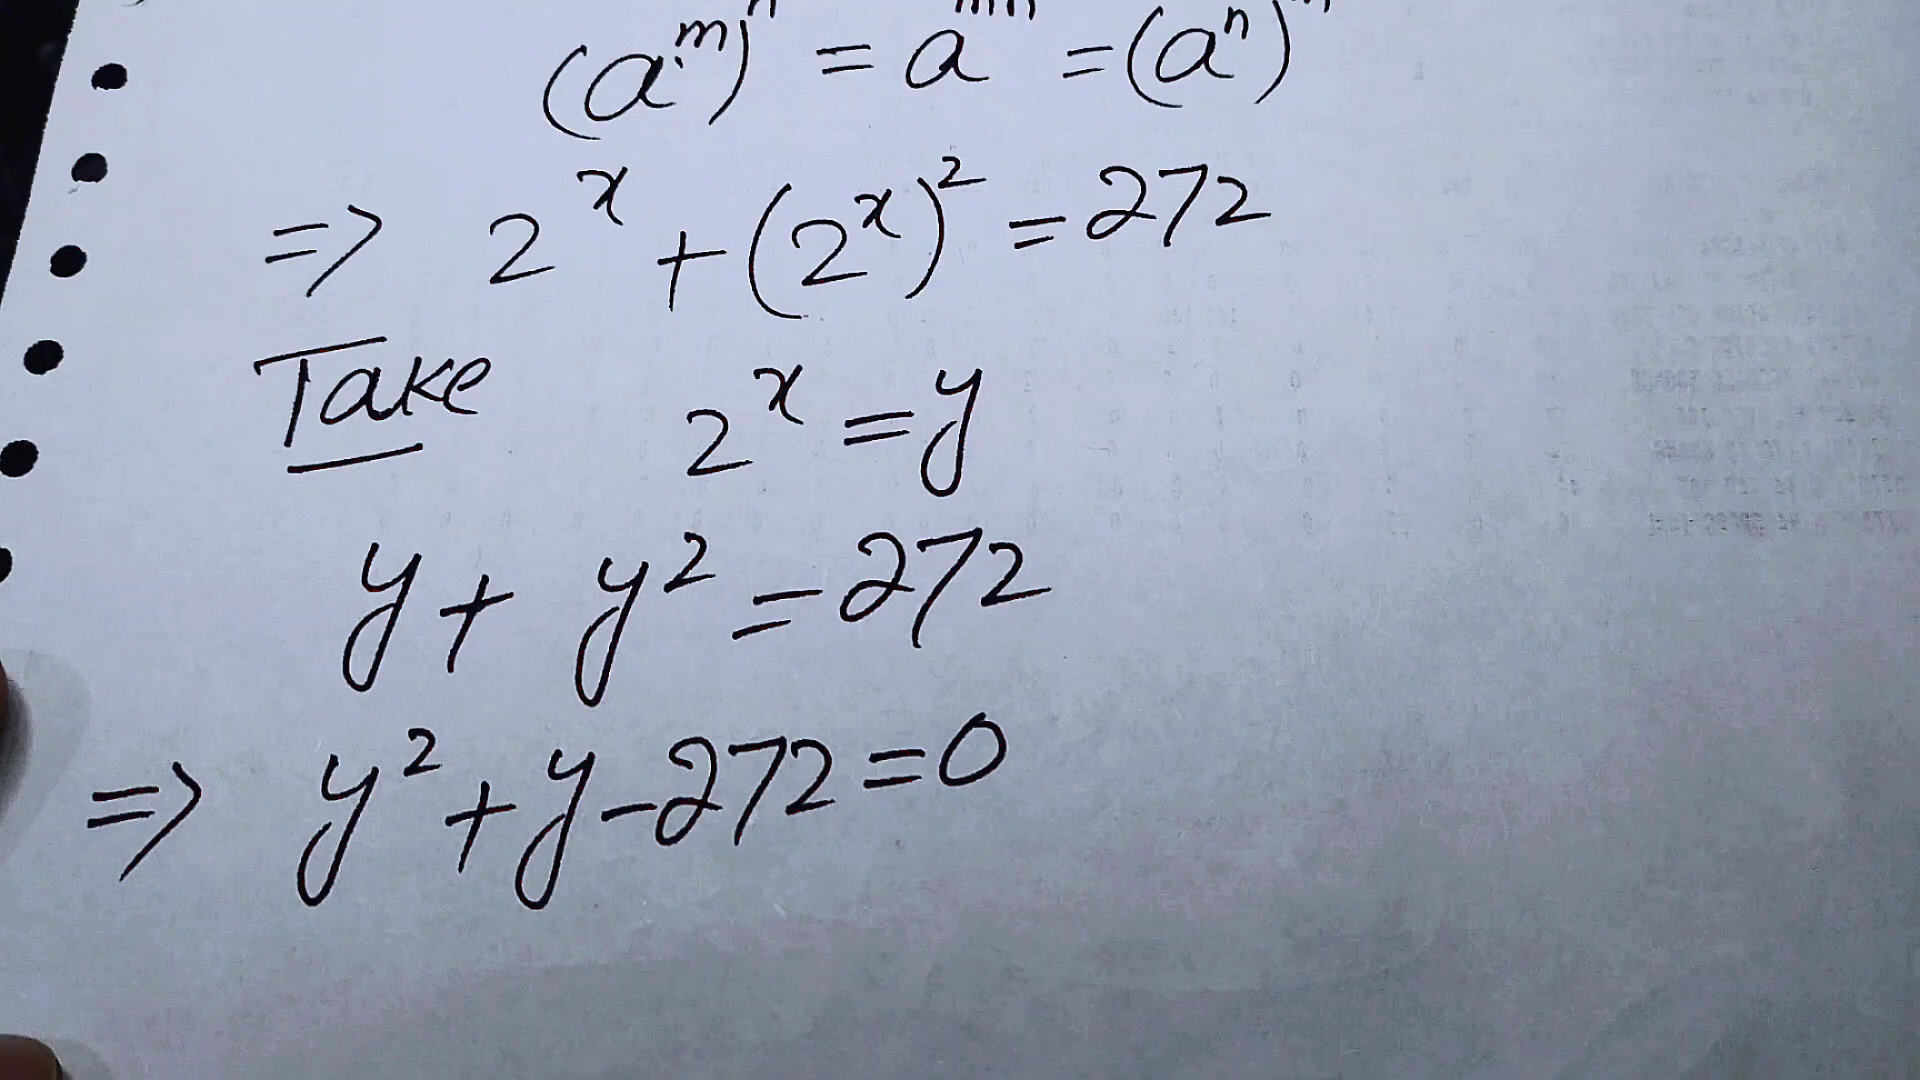 (a^m)^n = a^mn = (a^n)^m
=> 2^x + (2^x)^2 = 272
Take 2^x = y
y + y^2 = 272
=> y^2 + y - 272 = 0